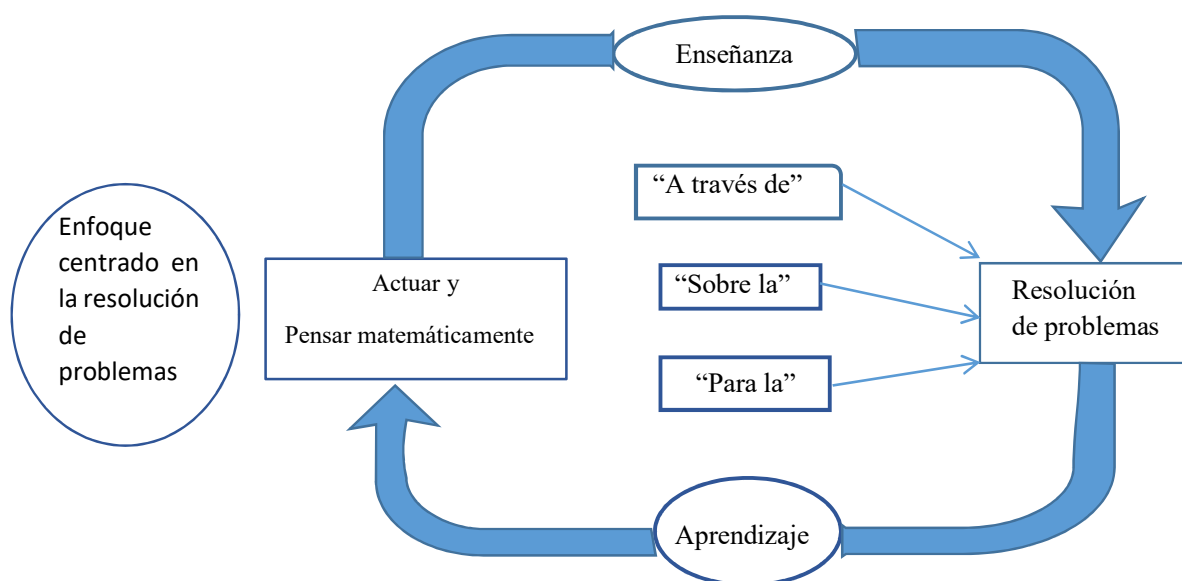 Enseñanza
“A través de”
Enfoque
centrado en
la resolución
de
problemas
Actuar y
Pensar matemáticamente
“Sobre la”
Resolución
de problemas
“Para la”
Aprendizaje